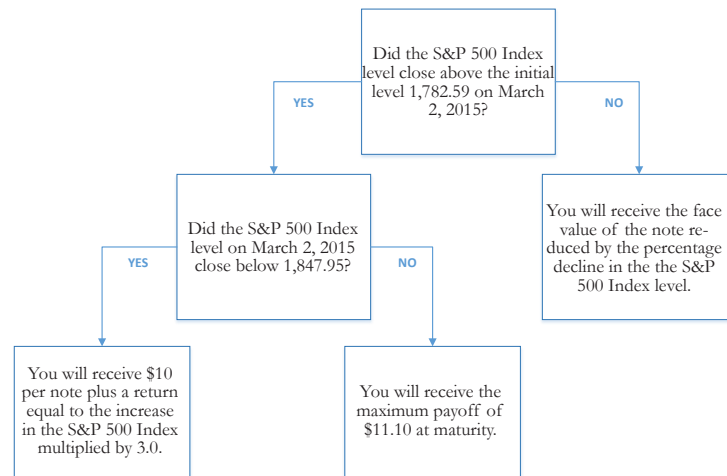 Did the S&P 500 Index
level close above the initial
level 1,782.59 on March
2, 2015?
YES
NO
Did the S&P 500 Index
level on March 2, 2015
close below 1,847.95?
You will receive the face
value of the note re-
duced by the percentage
decline in the the S&P
500 Index level.
YES
NO
You will receive $10
per note plus a return
equal to the increase
in the S&P 500 Index
multiplied by 3.0.
You will receive the
maximum payoff of
$11.10 at maturity.